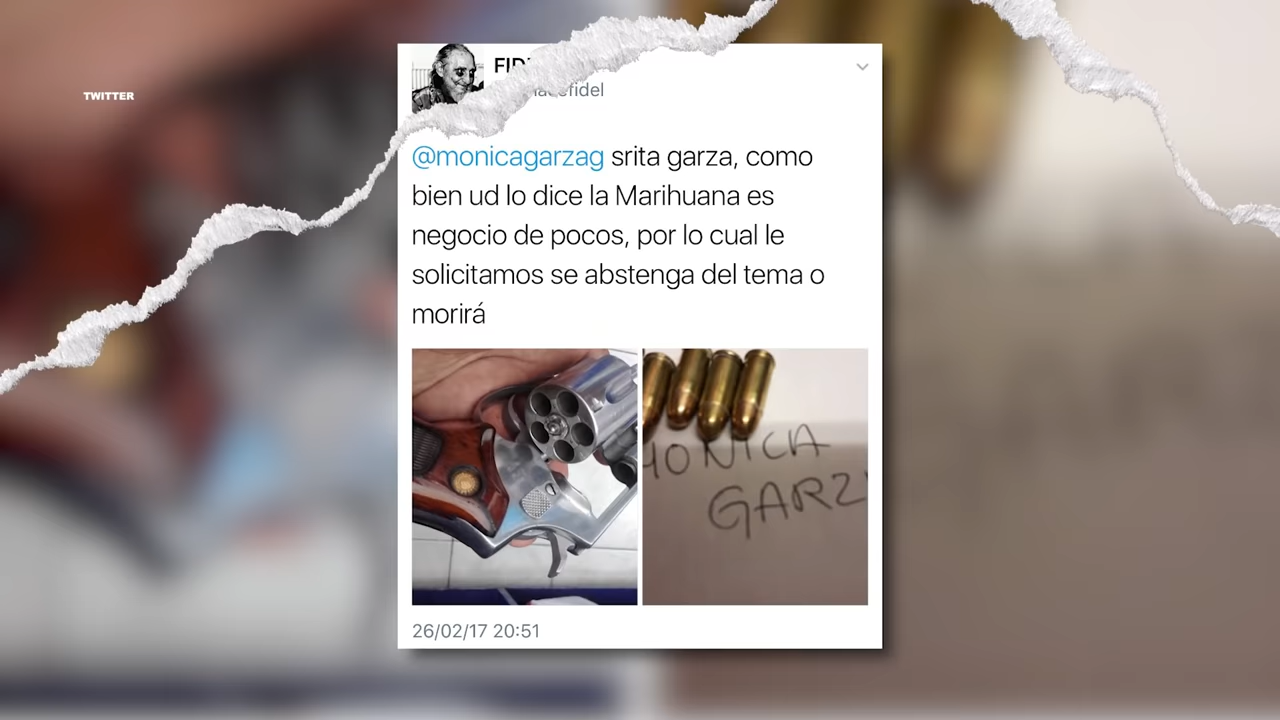 TWITTER
@monicagarzag srita garza, como
bien ud lo dice la Marihuana es
negocio de pocos, por lo cual le
solicitamos se abstenga del tema o
morirá
MONICA
26/02/17 20:51